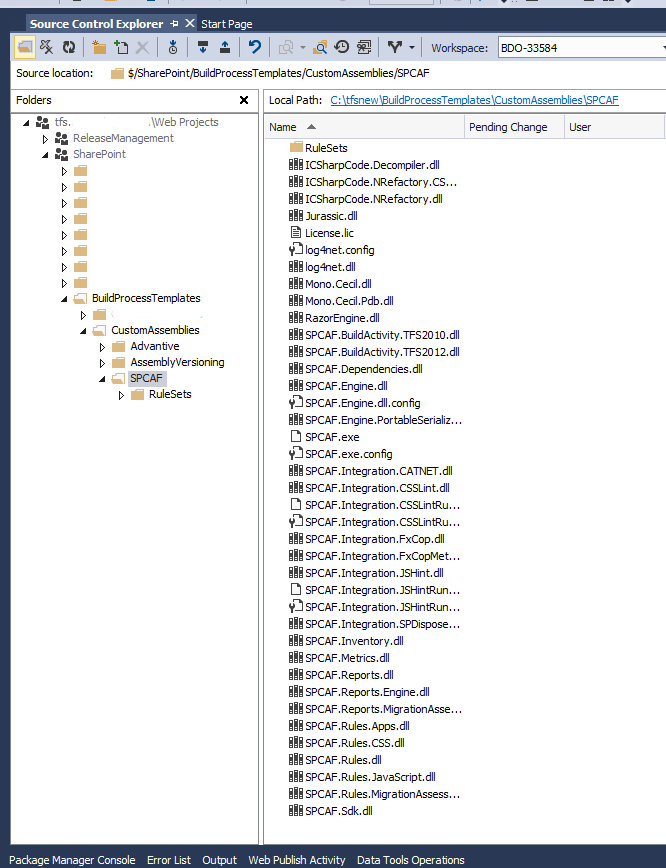 Source Control Explorer
Start Page
Workspace: BDO-33584
Source location: $/SharePoint/BuildProcessTemplates/CustomAssemblies/SPCAF
Folders
tfs. \Web Projects
ReleaseManagement
SharePoint
BuildProcessTemplates
CustomAssemblies
Advantive
AssemblyVersioning
SPCAF
RuleSets
Local Path: C:\tfsnew\BuildProcessTemplates\CustomAssemblies\SPCAF
Name Pending Change User
RuleSets
ICSharpCode.Decompiler.dll
ICSharpCode.NRefactory.CS...
ICSharpCode.NRefactory.dll
Jurassic.dll
License.lic
log4net.config
log4net.dll
Mono.Cecil.dll
Mono.Cecil.Pdb.dll
RazorEngine.dll
SPCAF.BuildActivity.TFS2010.dll
SPCAF.BuildActivity.TFS2012.dll
SPCAF.Dependencies.dll
SPCAF.Engine.dll
SPCAF.Engine.dll.config
SPCAF.Engine.PortableSerializ...
SPCAF.exe
SPCAF.exe.config
SPCAF.Integration.CATNET.dll
SPCAF.Integration.CSSLint.dll
SPCAF.Integration.CSSLintRu...
SPCAF.Integration.CSSLintRu...
SPCAF.Integration.FxCop.dll
SPCAF.Integration.FxCopMet...
SPCAF.Integration.JSHint.dll
SPCAF.Integration.JSHintRun...
SPCAF.Integration.JSHintRun...
SPCAF.Integration.SPDispose...
SPCAF.Inventory.dll
SPCAF.Metrics.dll
SPCAF.Reports.dll
SPCAF.Reports.Engine.dll
SPCAF.Reports.MigrationAsse...
SPCAF.Rules.Apps.dll
SPCAF.Rules.CSS.dll
SPCAF.Rules.dll
SPCAF.Rules.JavaScript.dll
SPCAF.Rules.MigrationAssess...
SPCAF.Sdk.dll
Package Manager Console Error List Output Web Publish Activity Data Tools Operations